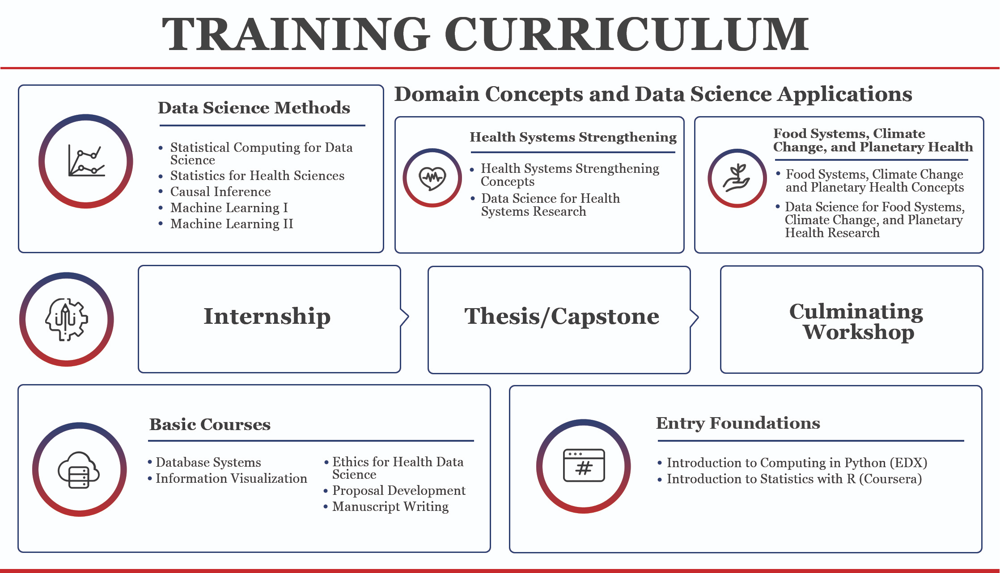 TRAINING CURRICULUM
Data Science Methods
• Statistical Computing for Data
Science
• Statistics for Health Sciences
• Causal Inference
• Machine Learning I
• Machine Learning II
Domain Concepts and Data Science Applications
Health Systems Strengthening
• Health Systems Strengthening
Concepts
• Data Science for Health
Systems Research
Food Systems, Climate
Change, and Planetary Health
• Food Systems, Climate Change
and Planetary Health Concepts
• Data Science for Food Systems,
Climate Change, and Planetary
Health Research
Internship
Thesis/Capstone
Culminating
Workshop
Basic Courses
• Database Systems
• Information Visualization
• Ethics for Health Data
Science
• Proposal Development
• Manuscript Writing
#
Entry Foundations
• Introduction to Computing in Python (EDX)
• Introduction to Statistics with R (Coursera)